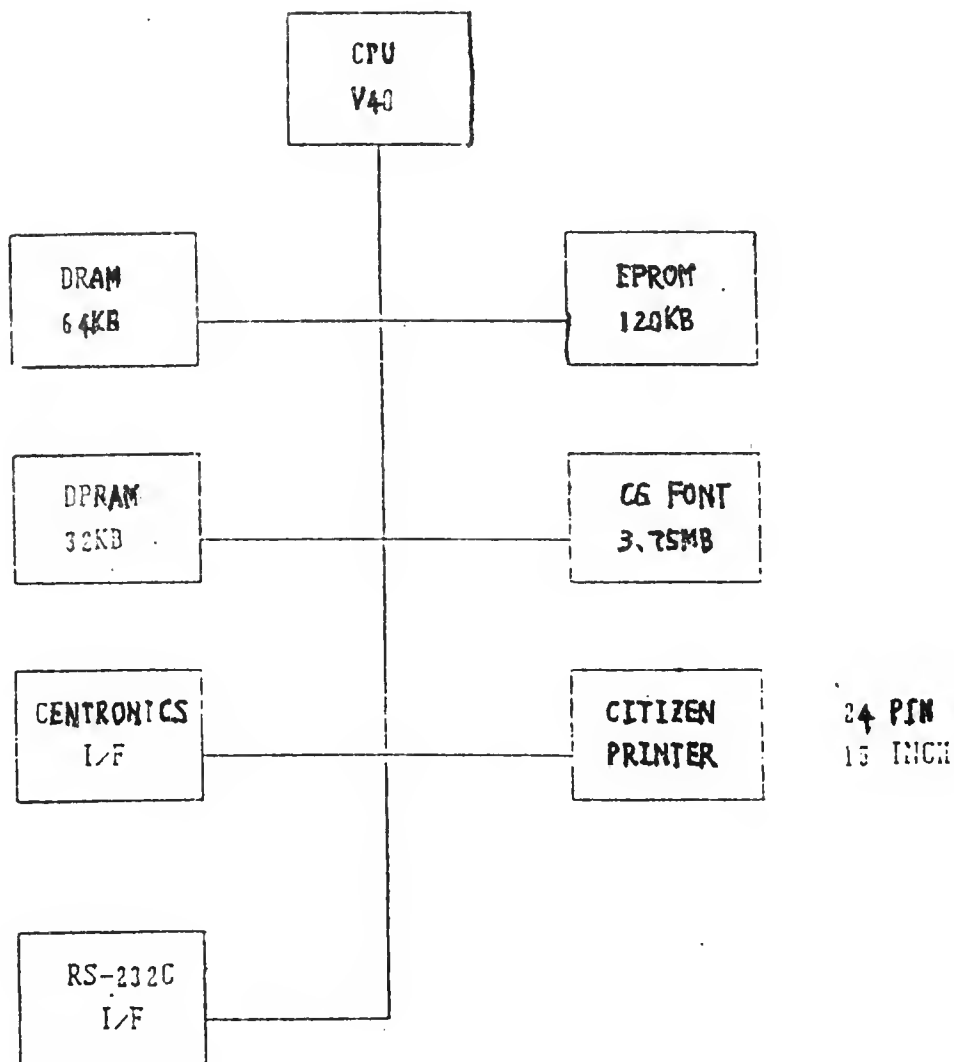 CPU
V40
DRAM
64KB
EPROM
120KB
DPRAM
32KB
CG FONT
3.75MB
CENTRONICS
I/F
CITIZEN
PRINTER
24 PIN
INCH
RS-232C
I/F